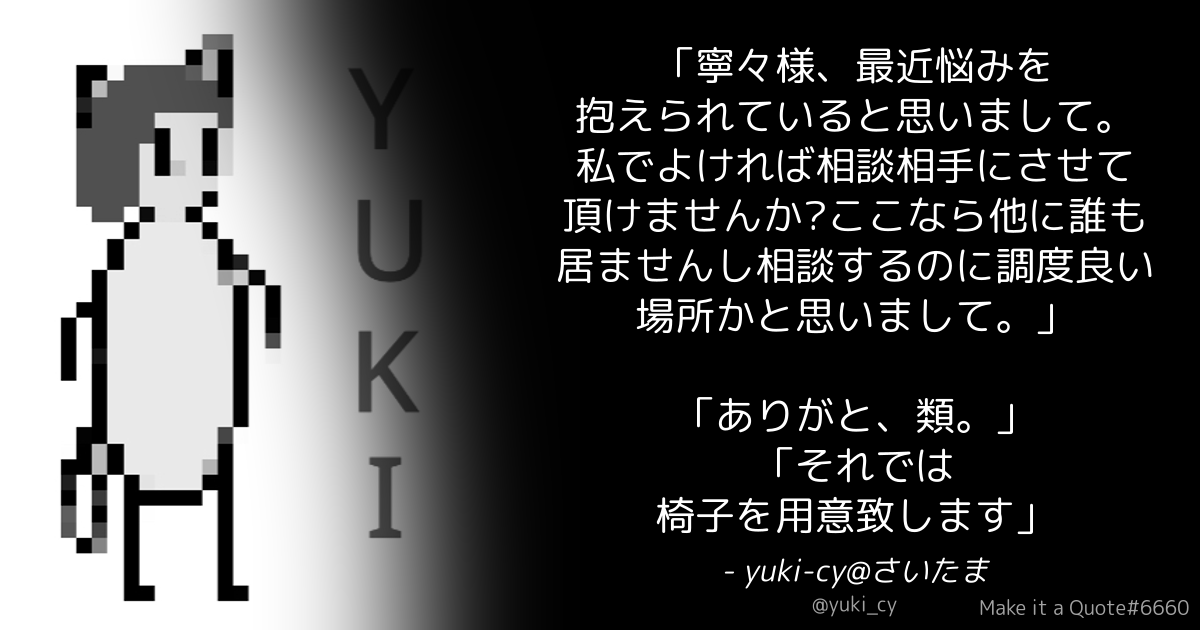 YUKI
「寧々様、最近悩みを
抱えられていると思いまして。
私でよければ相談相手にさせて
頂けませんか?ここなら他に誰も
居ませんし相談するのに調度良い
場所かと思いまして。」
「ありがと、類。」
「それでは
椅子を用意致します」
- yuki-cy@さいたま
@yuki_cy
Make it a Quote#6660